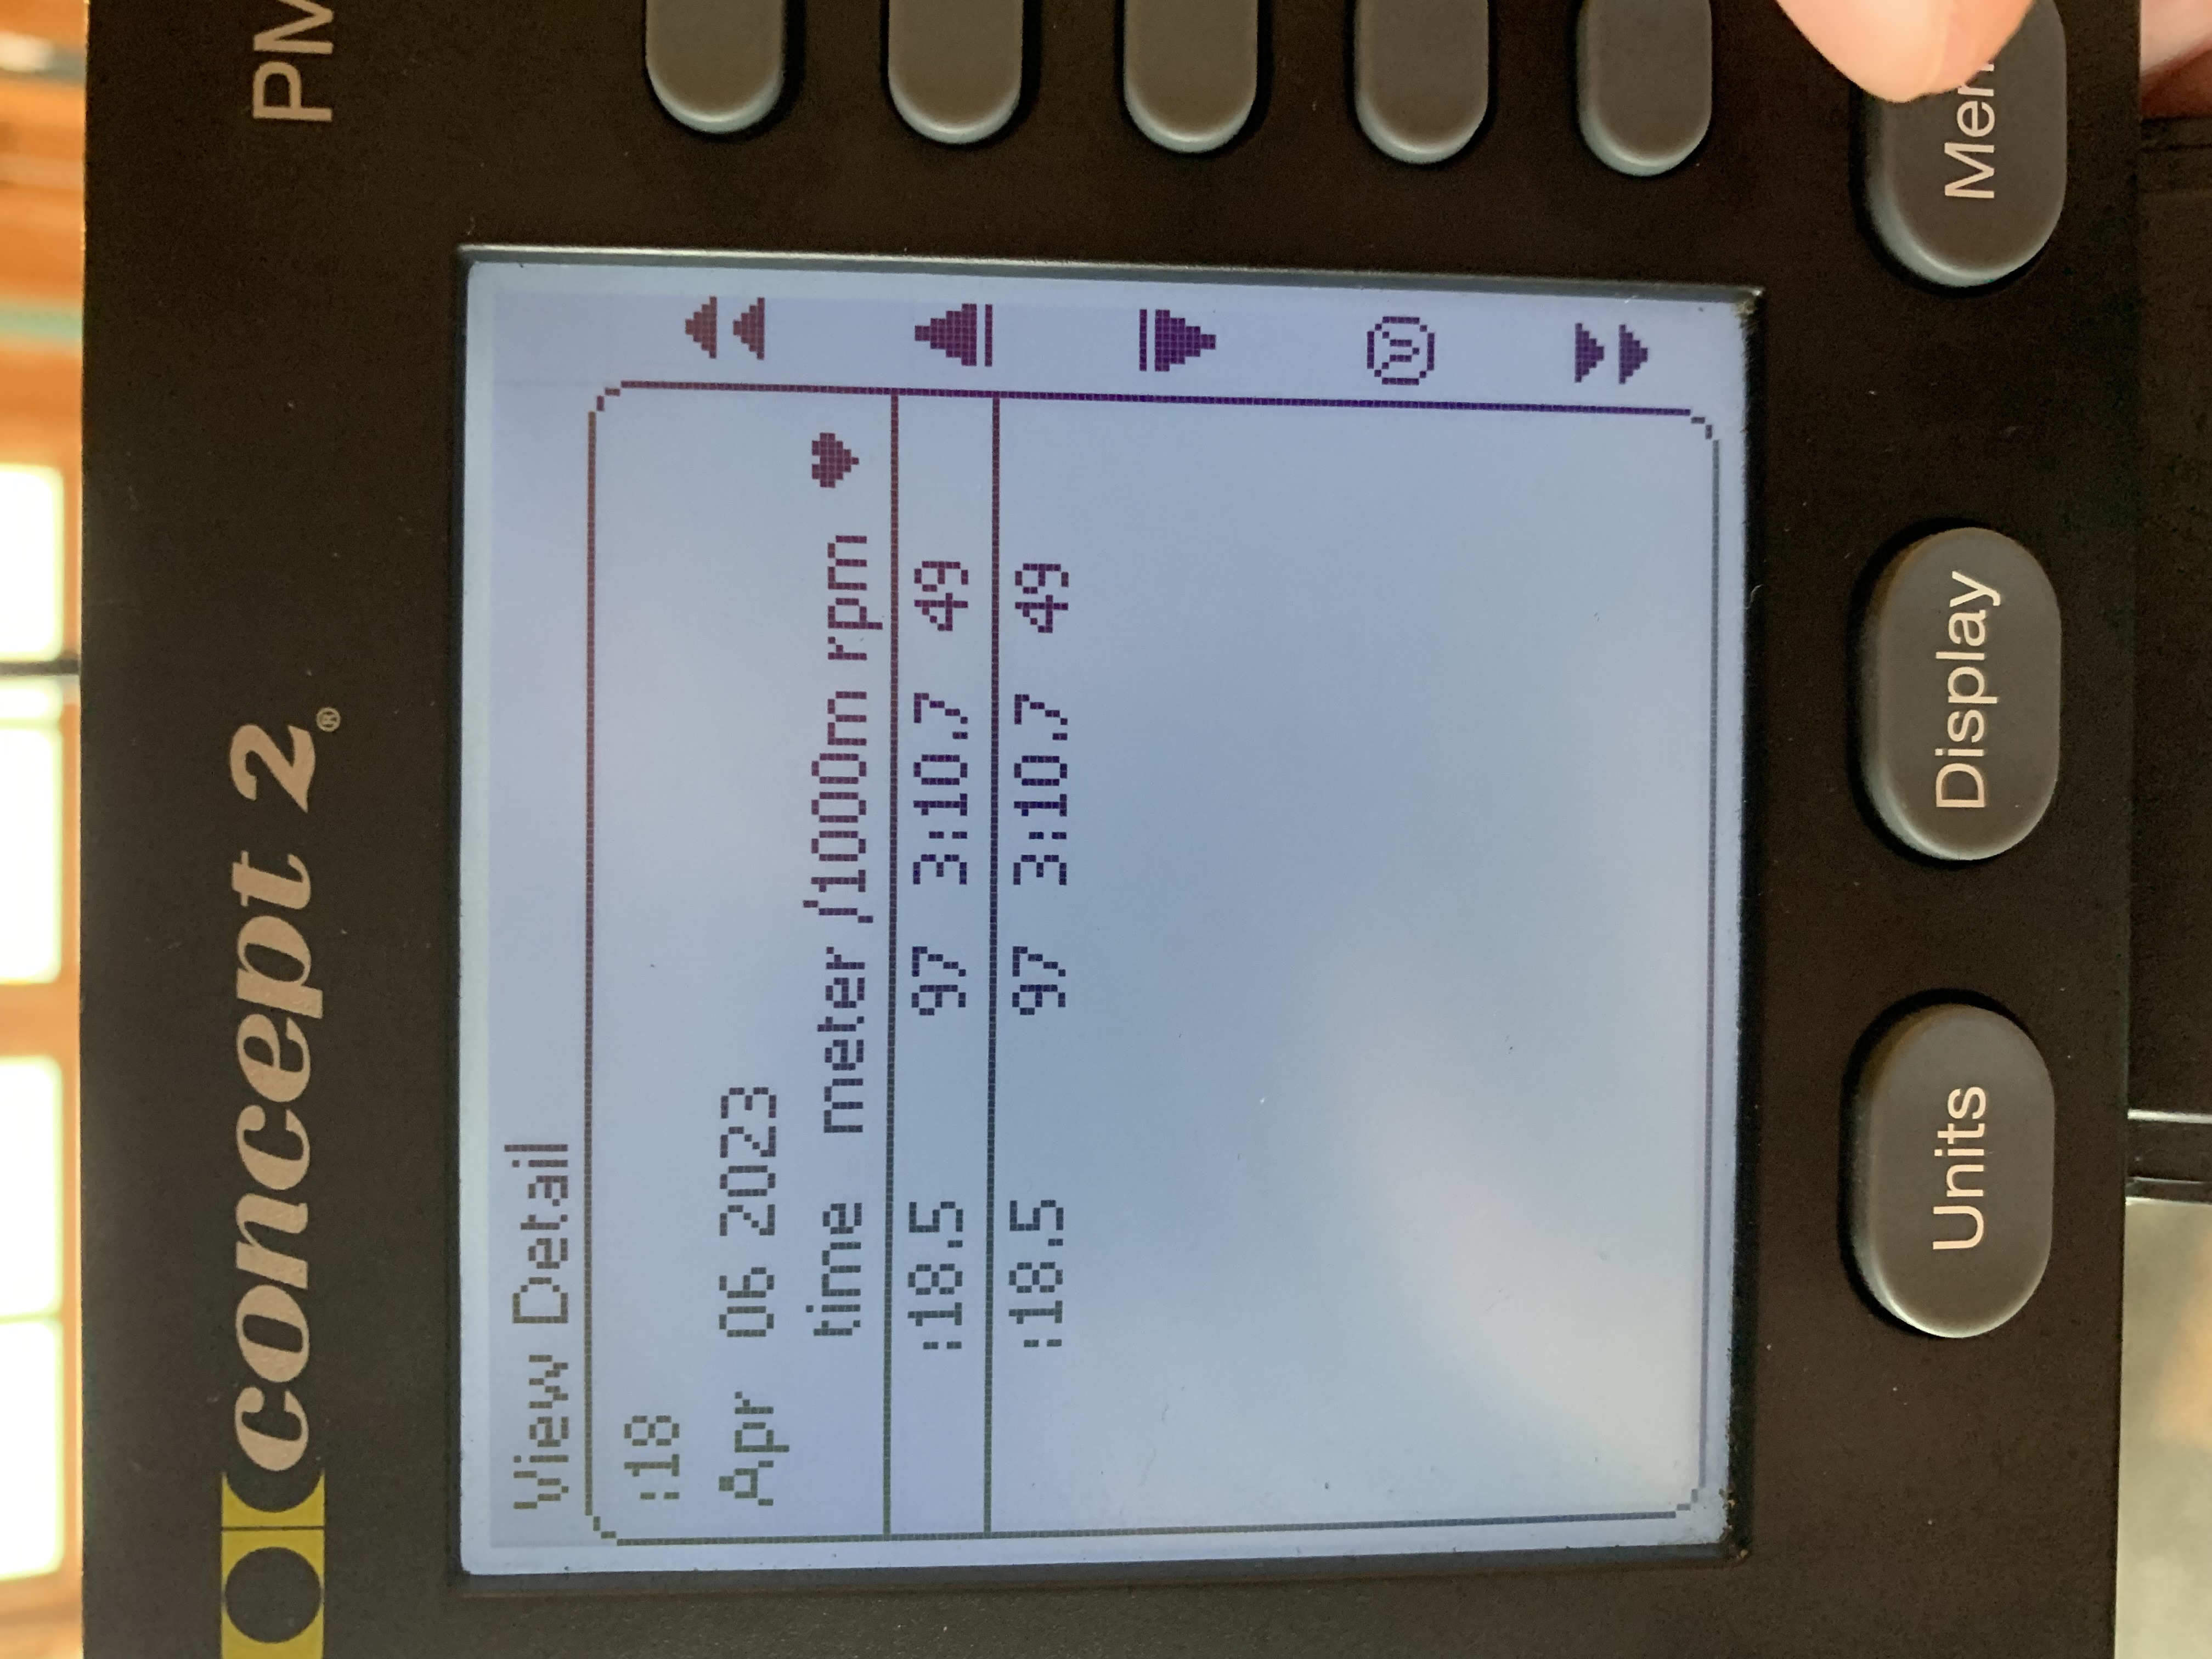 concept 2®
PM
View Detail
:18
Apr 06 2023
time meter /1000m rpm
:18.5 97 3:10.7 49
:18.5 97 3:10.7 49
V
Units Display Men